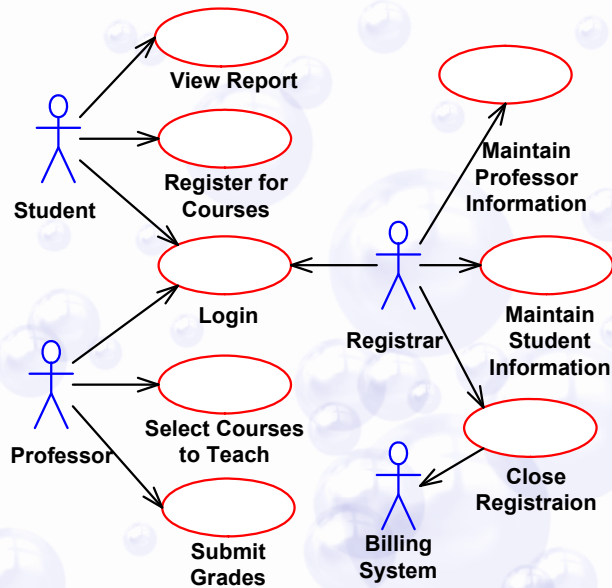 View Report
Student
Register for
Courses
Maintain
Professor
Information
Login
Registrar
Maintain
Student
Information
Professor
Select Courses
to Teach
Close
Registraion
Submit
Grades
Billing
System